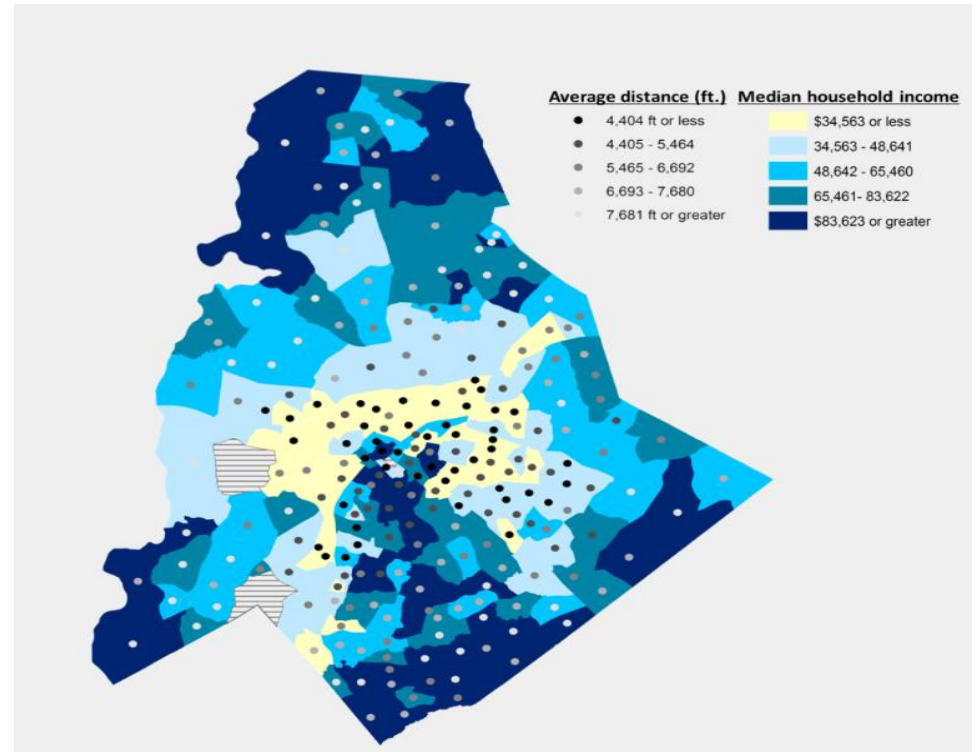 Average distance (ft.) Median household income
4,404 ft or less $34,563 or less
4,405 - 5,464 34,563 - 48,641
5,465 - 6,692 48,642 - 65,460
6,693 - 7,680 65,461- 83,622
7,681 ft or greater $83,623 or greater